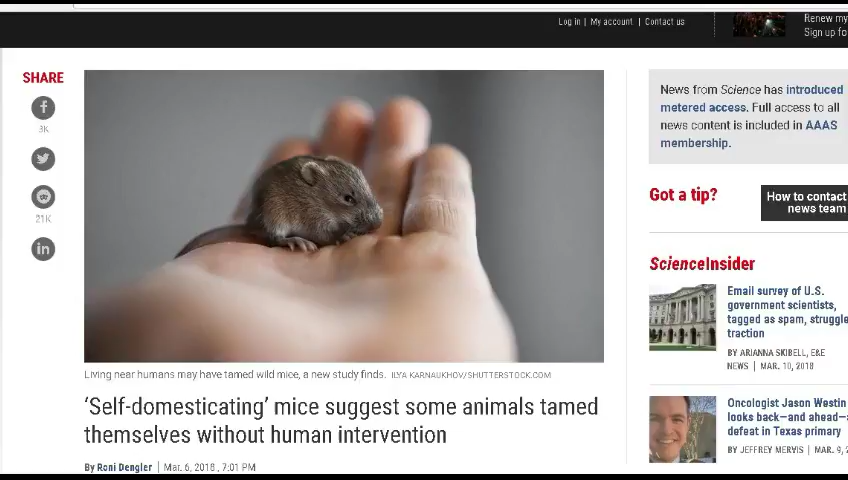 Log in | My account | Contact us
Renew my
Sign up fo
SHARE
3K
21K
News from Science has introduced
metered access. Full access to all
news content is included in AAAS
membership.
Got a tip?
How to contact
news team
ScienceInsider
Email survey of U.S.
government scientists,
tagged as spam, struggle
traction
BY ARIANNA SKIBELL, E&E
NEWS | MAR. 10, 2018
Oncologist Jason Westin
looks back—and ahead—a
defeat in Texas primary
BY JEFFREY MERVIS | MAR. 9, 2
Living near humans may have tamed wild mice, a new study finds. ILYA KARNAUKHOV/SHUTTERSTOCK.COM
‘Self-domesticating’ mice suggest some animals tamed
themselves without human intervention
By Roni Dengler | Mar. 6, 2018 , 7:01 PM